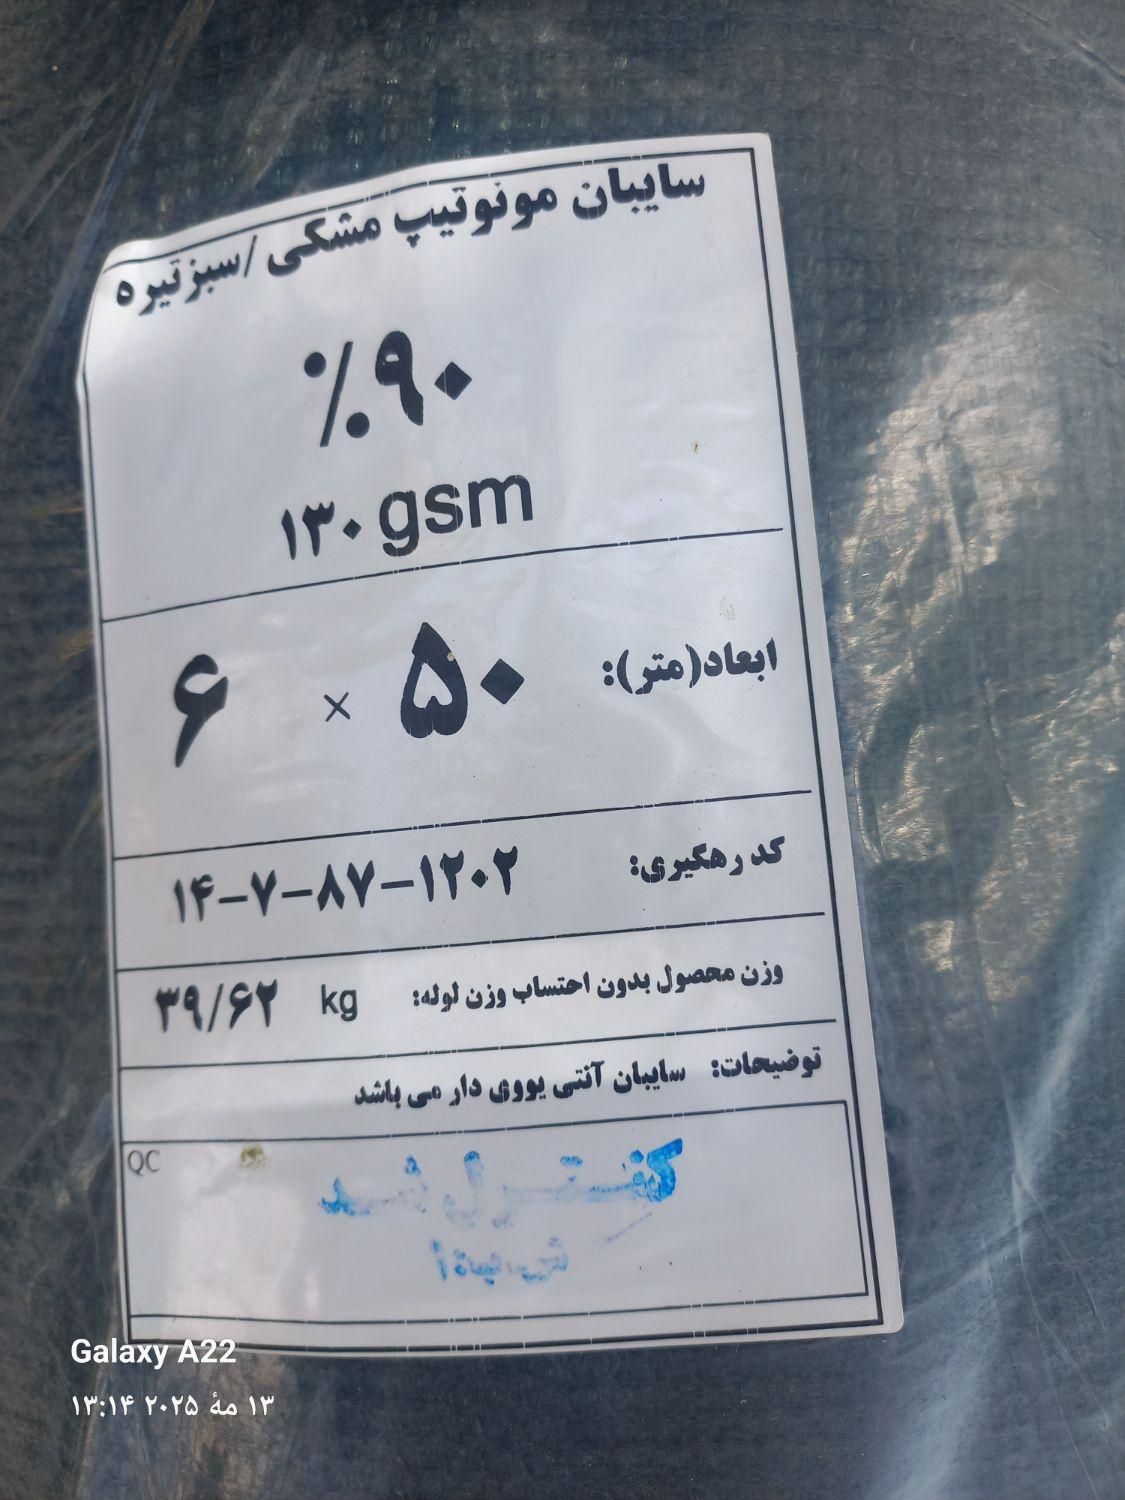 سایبان مونوتیپ مشکی /سبزتیره
%۹۰
۱۳۰ gsm
ابعاد(متر): ۵۰ × ۶
کد رهگیری: ۱۴-۷-۸۷-۱۲۰۲
وزن محصول بدون احتساب وزن لوله: ۳۹/۶۲ kg
توضیحات: سایبان آنتی یووی دار می باشد
QC
کنترل شد
Galaxy A22
۱۳ مهٔ ۲۰۲۵ ۱۳:۱۴